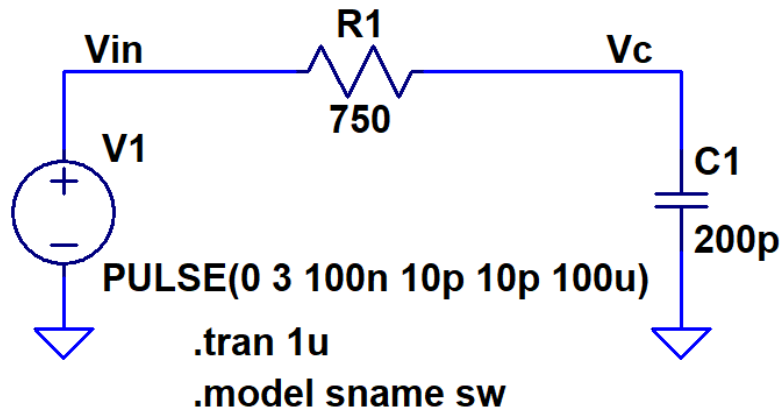 R1
Vin
Vc
750
V1
C1
200p
PULSE(0 3 100n 10p 10p 100u)
.tran 1u
.model sname sw